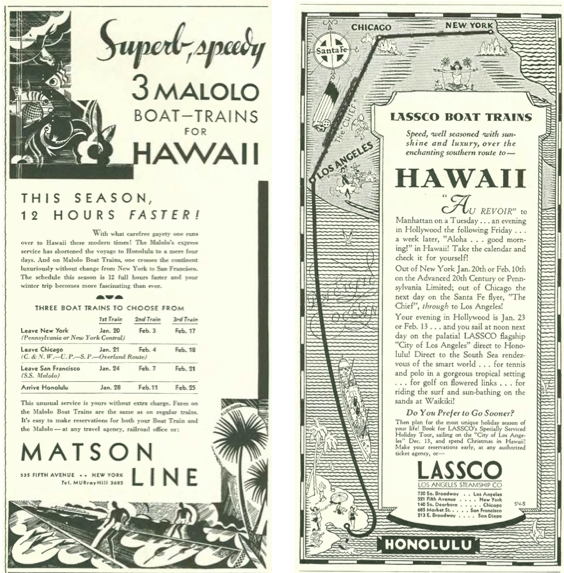 Superb, speedy
3 MALOLO
BOAT—TRAINS
FOR
HAWAII
THIS SEASON,
12 HOURS FASTER!
With what carefree gayety one runs
over to Hawaii these modern times! The Malolo's express
service has shortened the voyage to Honolulu to a mere four
days. And on Malolo Boat Trains, one crosses the continent
luxuriously without change from New York to San Francisco.
The schedule this season is 12 full hours faster and your
winter trip becomes more fascinating than ever.
THREE BOAT TRAINS TO CHOOSE FROM
1st Train 2nd Train 3rd Train
Leave New York Jan. 20 Feb. 3 Feb. 17
(Pennsylvania or New York Central)
Leave Chicago Jan. 21 Feb. 4 Feb. 18
(C. & N. W.—U. P.—S. P.—Overland Route)
Leave San Francisco Jan. 24 Feb. 7 Feb. 21
(S.S. Malolo)
Arrive Honolulu Jan. 28 Feb. 11 Feb. 25
This unusual service is yours without extra charge. Fares on
the Malolo Boat Trains are the same as on regular trains.
It's easy to make reservations for both your Boat Train and
the Malolo—at any travel agency, railroad office or:
MATSON
LINE
535 FIFTH AVENUE · · NEW YORK
Tel. MURray Hill 3685
CHICAGO
NEW YORK
Santa Fe
LOS ANGELES
LASSCO BOAT TRAINS
Speed, well seasoned with sun-
shine and luxury, over the
enchanting southern route to—
HAWAII
"AU REVOIR" to
Manhattan on a Tuesday . . . an evening
in Hollywood the following Friday . . .
a week later, "Aloha . . . good morn-
ing!" in Hawaii! Take the calendar and
check it for yourself!
Out of New York Jan. 20th or Feb. 10th
on the Advanced 20th Century or Penn-
sylvania Limited; out of Chicago the
next day on the Santa Fe flyer, "The
Chief", through to Los Angeles!
Your evening in Hollywood is Jan. 23
or Feb. 13 . . . and you sail at noon next
day on the palatial LASSCO flagship
"City of Los Angeles" direct to Hono-
lulu! Direct to the South Sea rendez-
vous of the smart world . . . for tennis
and polo in a gorgeous tropical setting
. . . for golf on flowered links . . . for
riding the surf and sun-bathing on the
sands at Waikiki!
Do You Prefer to Go Sooner?
Then plan for the most unique holiday season of
your life! Book for LASSCO's Specially Serviced
Holiday Tour, sailing on the "City of Los Ange-
les" Dec. 13, and spend Christmas in Hawaii!
Make your reservations early, at any authorized
ticket agency, or—
LASSCO
LOS ANGELES STEAMSHIP CO.
730 So. Broadway . . Los Angeles
521 Fifth Avenue . . New York
140 So. Dearborn . . Chicago
685 Market St. . . San Francisco
213 E. Broadway . . San Diego
HONOLULU